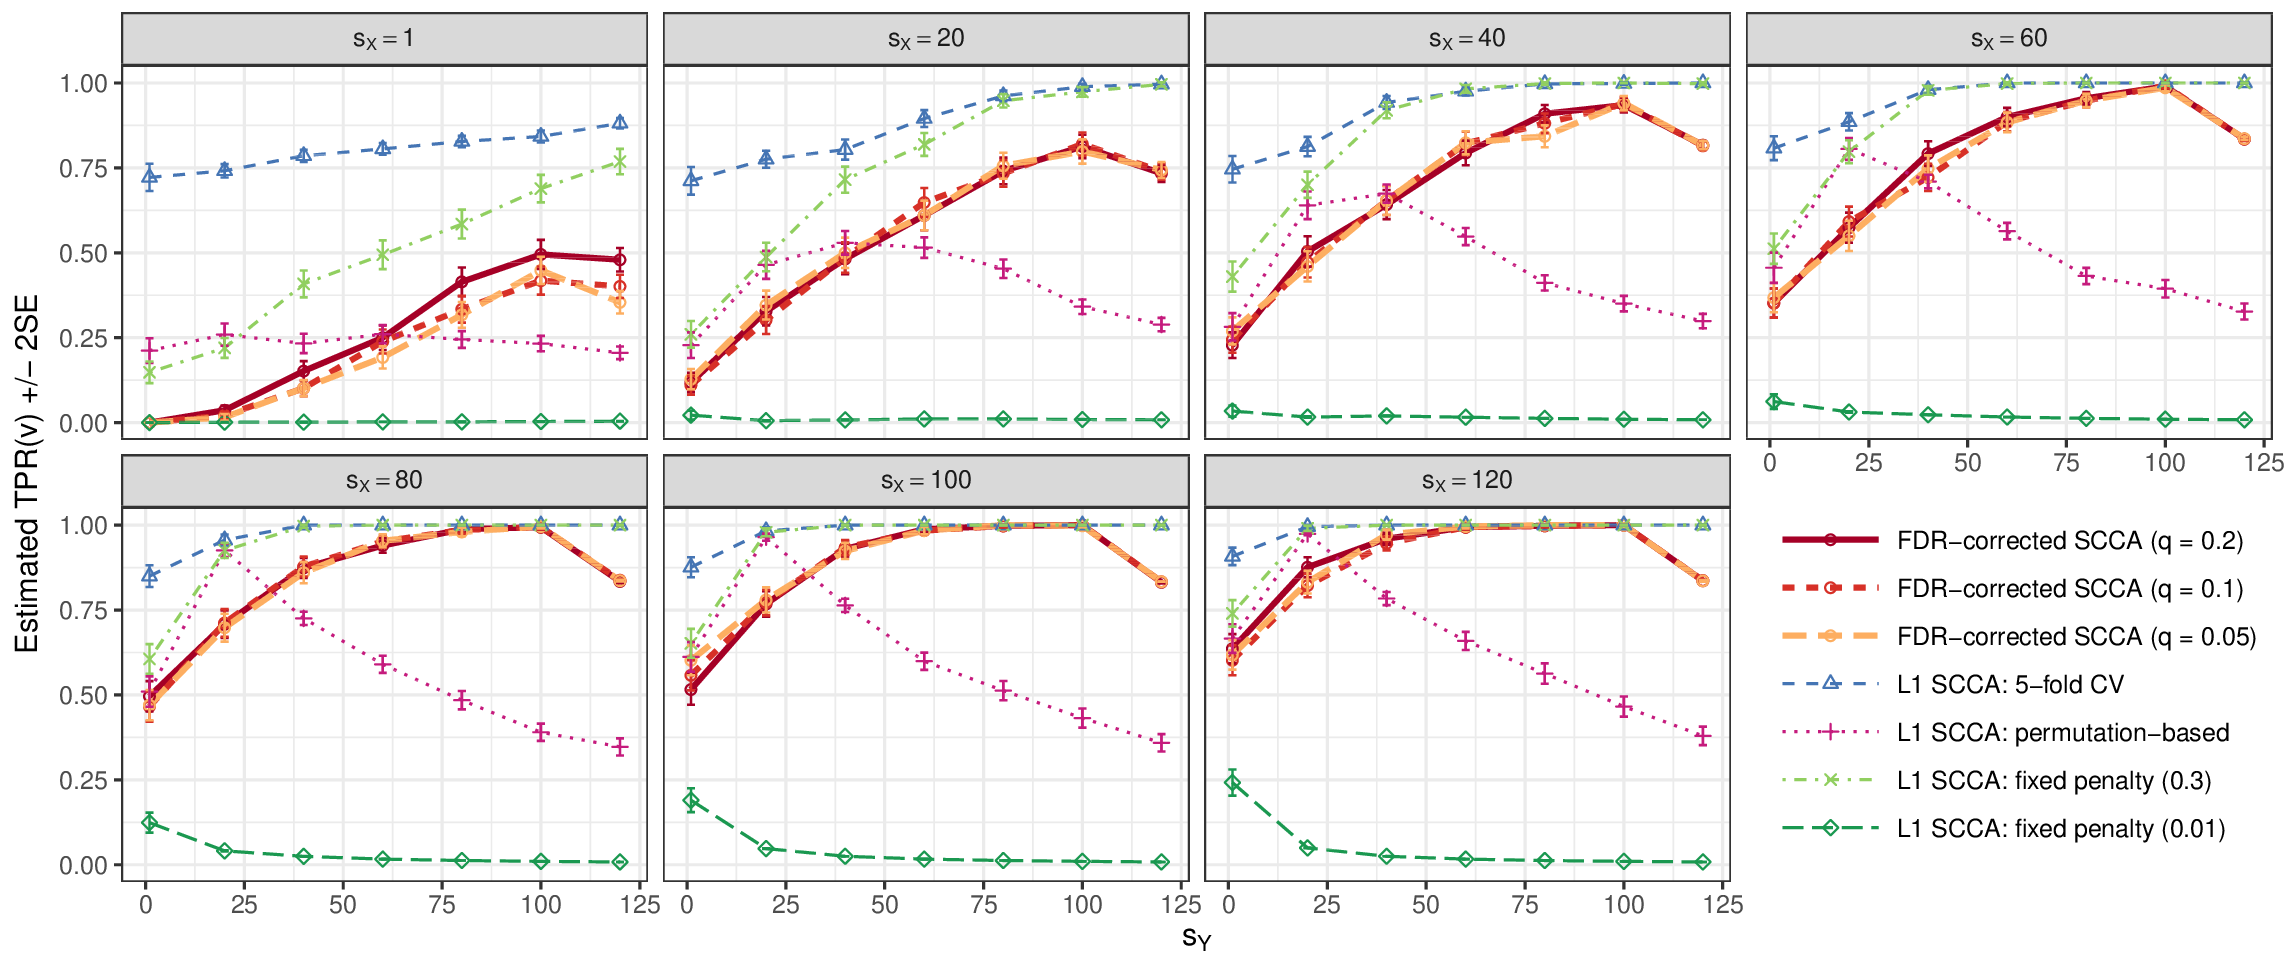 s_X = 1
s_X = 20
s_X = 40
s_X = 60
1.00
0.75
0.50
0.25
0.00
0 25 50 75 100 125
s_X = 80
s_X = 100
s_X = 120
1.00
0.75
0.50
0.25
0.00
0 25 50 75 100 125
0 25 50 75 100 125
0 25 50 75 100 125
Estimated TPR(v) +/− 2SE
s_Y
FDR−corrected SCCA (q = 0.2)
FDR−corrected SCCA (q = 0.1)
FDR−corrected SCCA (q = 0.05)
L1 SCCA: 5−fold CV
L1 SCCA: permutation−based
L1 SCCA: fixed penalty (0.3)
L1 SCCA: fixed penalty (0.01)